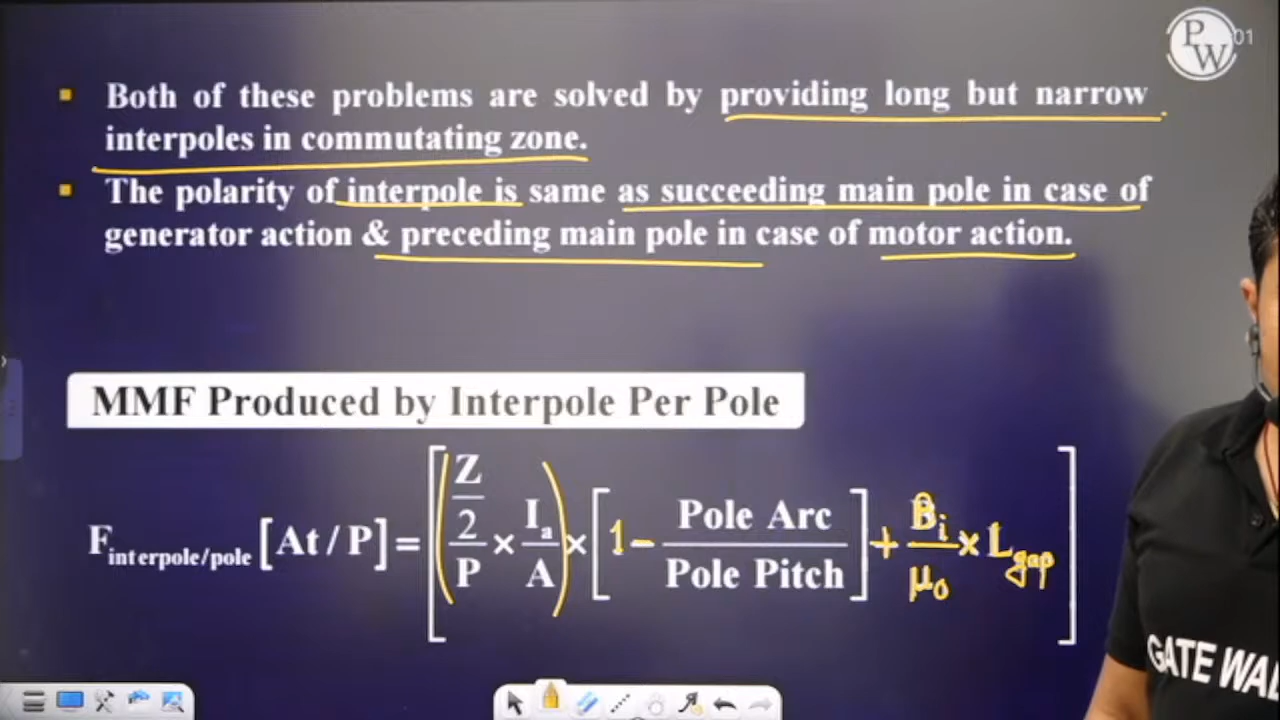 PW 01
Both of these problems are solved by providing long but narrow
interpoles in commutating zone.
The polarity of interpole is same as succeeding main pole in case of
generator action & preceding main pole in case of motor action.
MMF Produced by Interpole Per Pole
F_interpole/pole [At / P] = [(Z/2/P × I_a/A) × [1 - Pole Arc/Pole Pitch] + B_i/μ_0 × L_gap]
GATE WAL